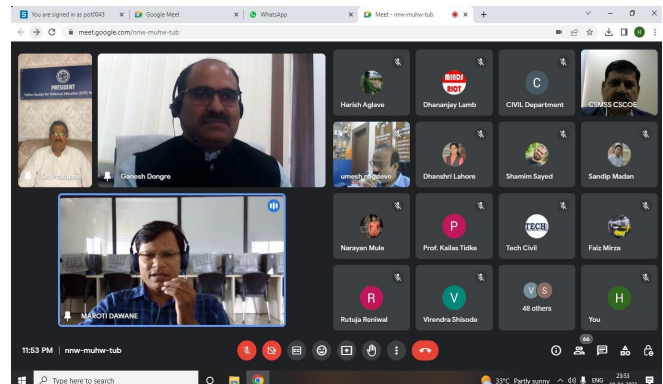 You are signed in as pot0043
Google Meet
WhatsApp
Meet - nnw-muhw-tub
meet.google.com/nnw-muhw-tub
PRESIDENT
Ganesh Dongre
Harish Aglave
MINDS RIOT
Dhananjay Lamb
C
CIVIL Department
CSMSS CSCOE
Dhanshri Lahore
Shamim Sayed
Sandip Madan
MAROTI DAWANE
Narayan Mule
P
Prof. Kailas Tidke
TECH
Tech Civil
Faiz Mirza
R
Rutuja Reniwal
V
Virendra Shisode
V S
48 others
H
You
11:53 PM | nnw-muhw-tub
66
Type here to search
33°C Partly sunny
ENG
23:53